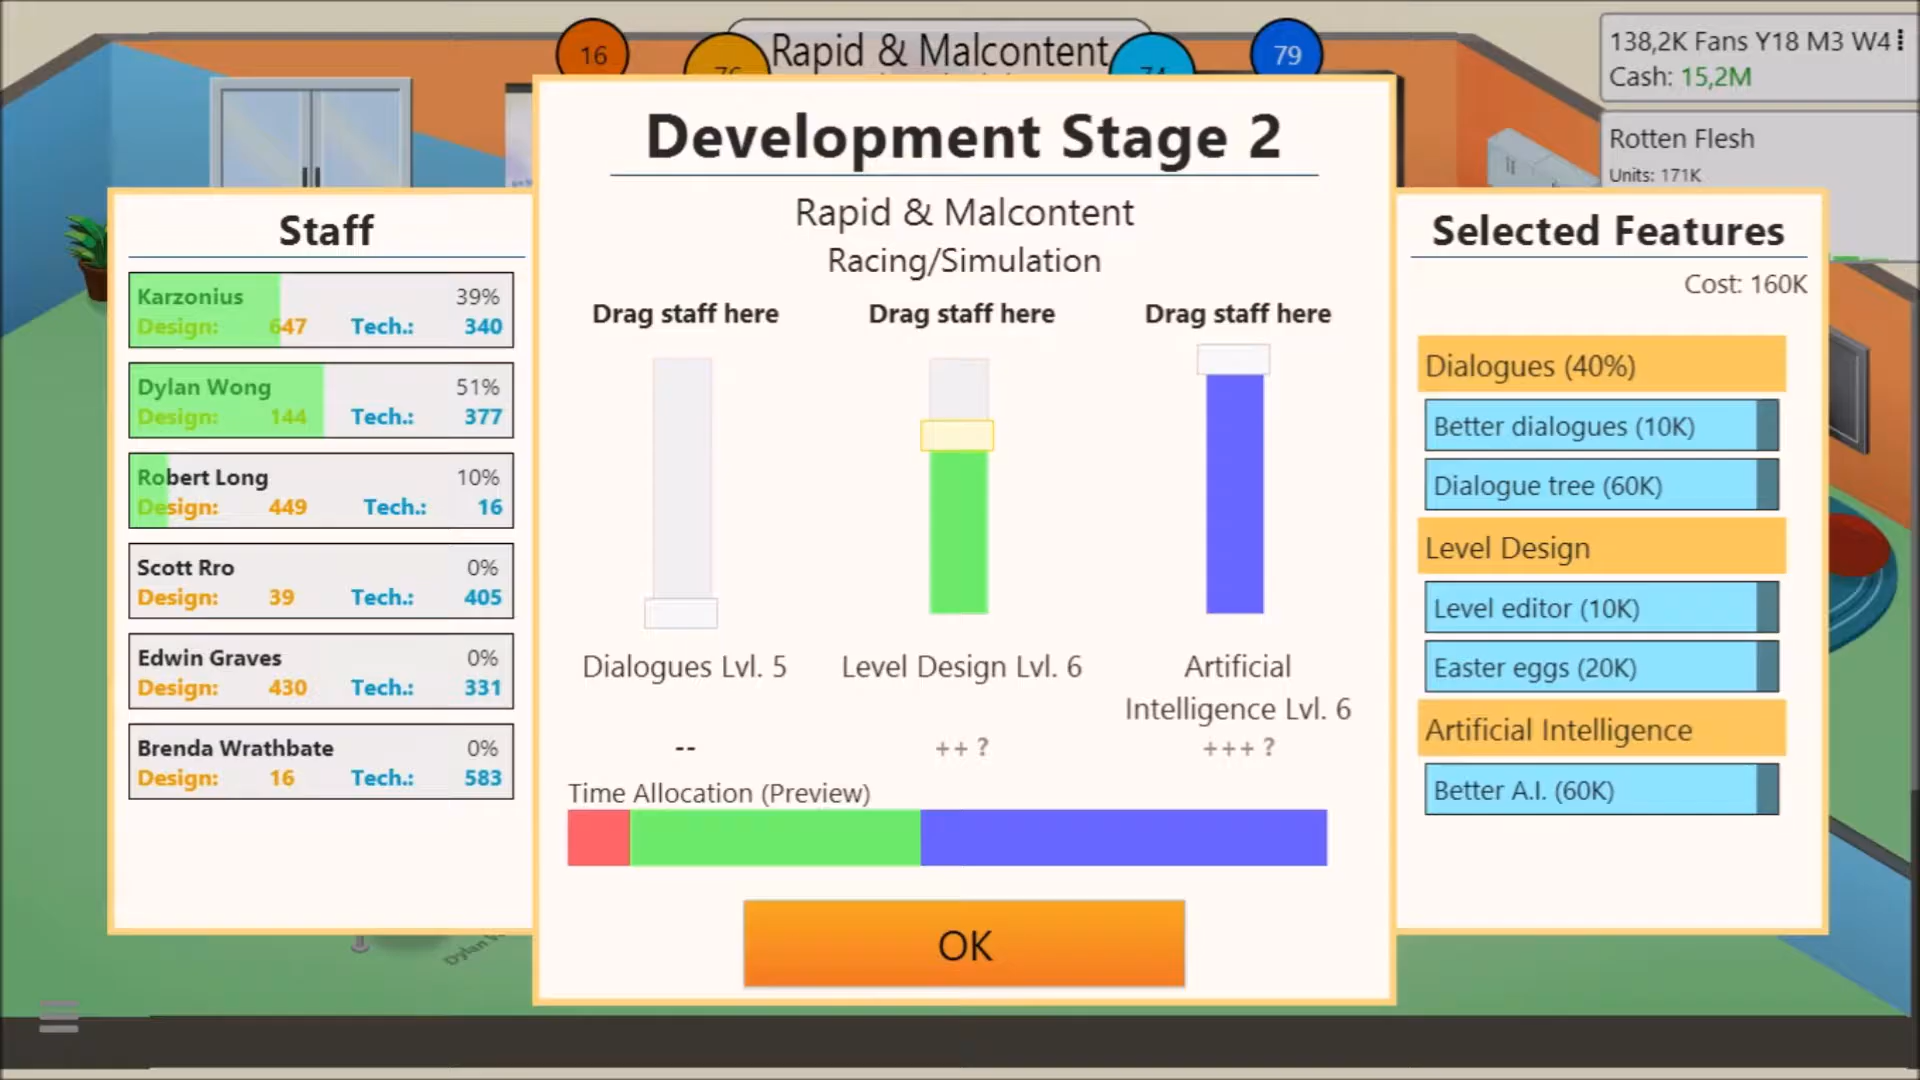 16
76
Rapid & Malcontent
74
79
138,2K Fans Y18 M3 W4
Cash: 15,2M
Rotten Flesh
Units: 171K
Development Stage 2
Rapid & Malcontent
Racing/Simulation
Staff
Karzonius 39%
Design: 647 Tech.: 340
Dylan Wong 51%
Design: 144 Tech.: 377
Robert Long 10%
Design: 449 Tech.: 16
Scott Rro 0%
Design: 39 Tech.: 405
Edwin Graves 0%
Design: 430 Tech.: 331
Brenda Wrathbate 0%
Design: 16 Tech.: 583
Drag staff here Drag staff here Drag staff here
Dialogues Lvl. 5 Level Design Lvl. 6 Artificial
Intelligence Lvl. 6
-- ++ ? +++ ?
Time Allocation (Preview)
OK
Selected Features
Cost: 160K
Dialogues (40%)
Better dialogues (10K)
Dialogue tree (60K)
Level Design
Level editor (10K)
Easter eggs (20K)
Artificial Intelligence
Better A.I. (60K)
Dylan